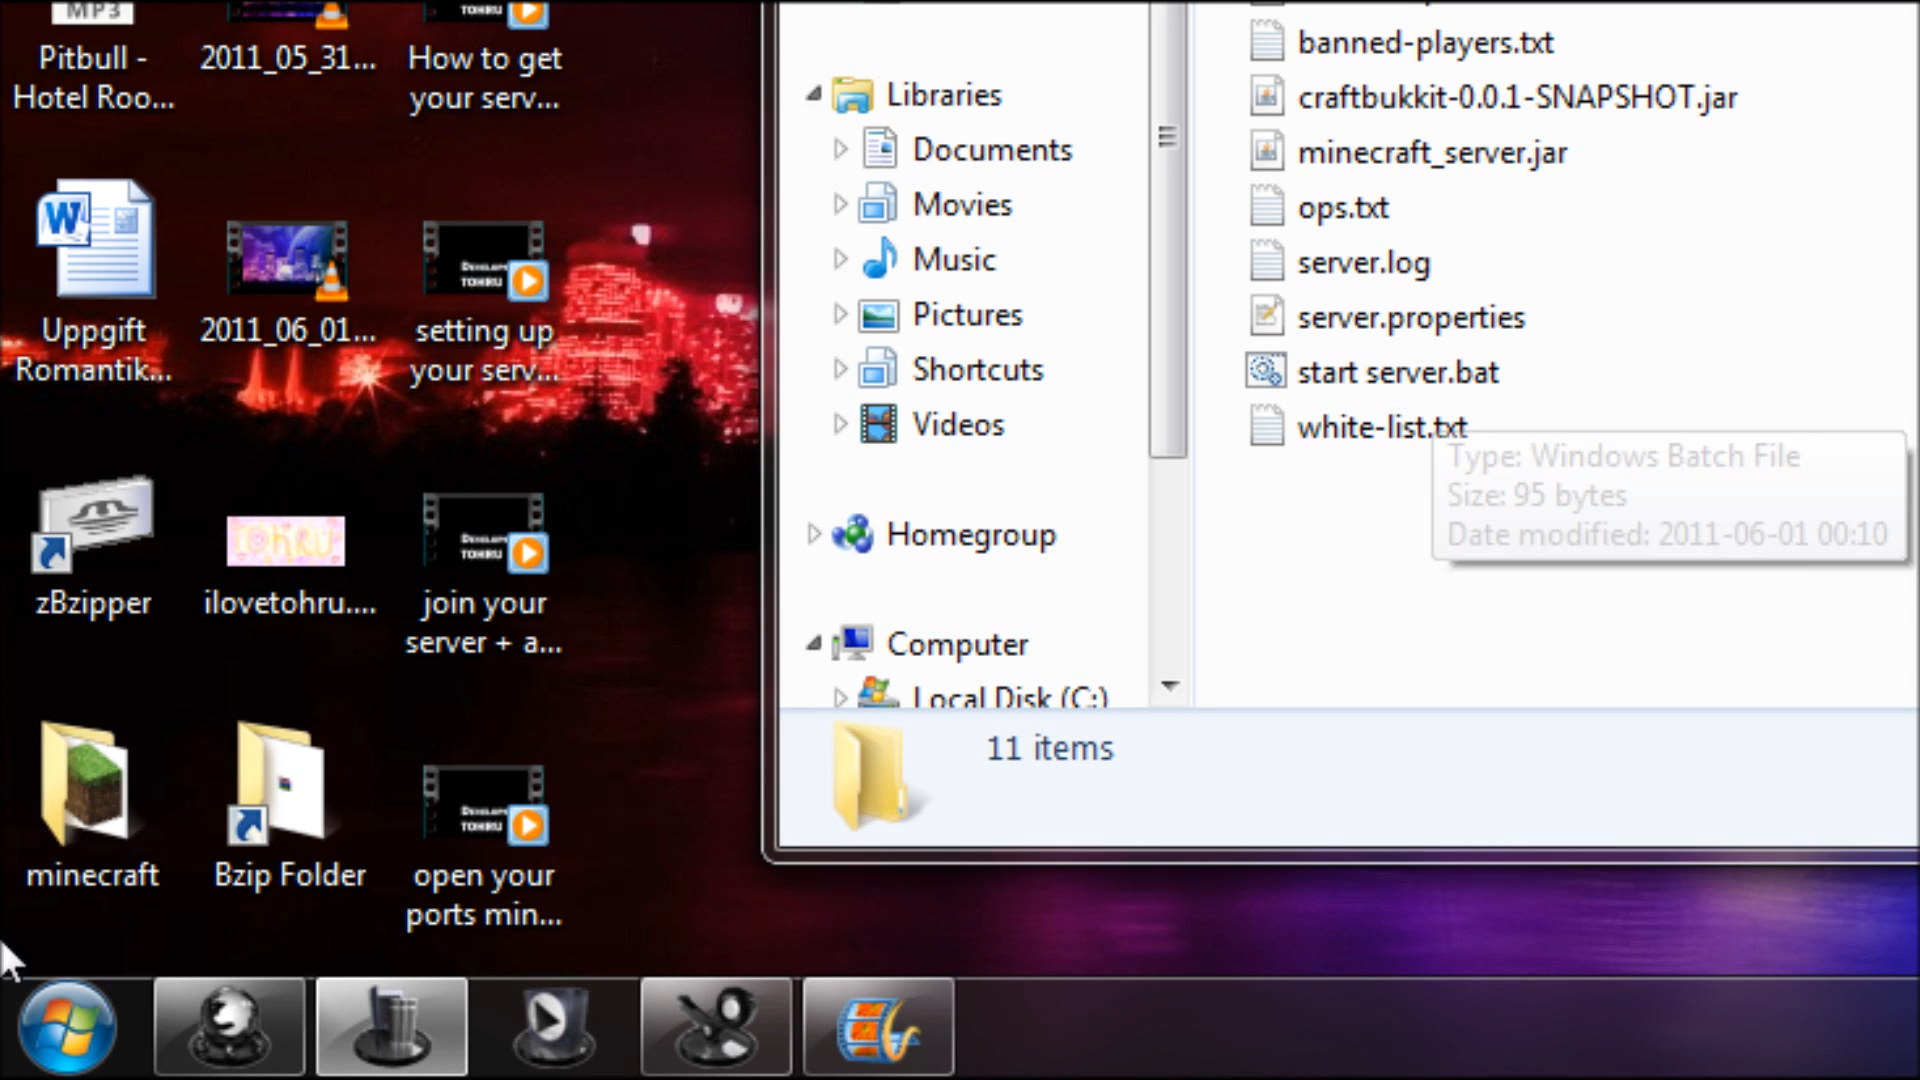 MP3
Pitbull -
Hotel Roo...
2011_05_31...
How to get
your serv...
Uppgift
Romantik...
2011_06_01...
TOHRU
setting up
your serv...
zBzipper
ilovetohru....
TOHRU
join your
server + a...
minecraft
Bzip Folder
TOHRU
open your
ports min...
Libraries
Documents
Movies
Music
Pictures
Shortcuts
Videos
Homegroup
Computer
Local Disk (C:)
banned-players.txt
craftbukkit-0.0.1-SNAPSHOT.jar
minecraft_server.jar
ops.txt
server.log
server.properties
start server.bat
white-list.txt
Type: Windows Batch File
Size: 95 bytes
Date modified: 2011-06-01 00:10
11 items